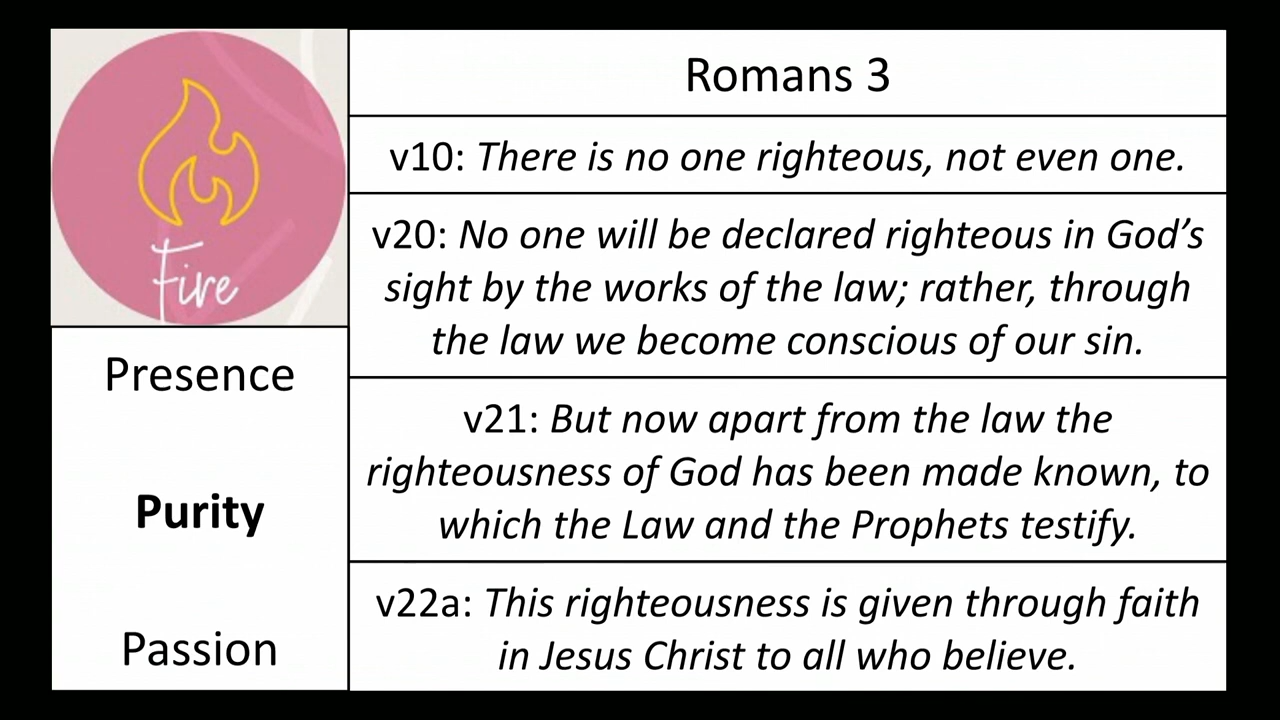 Fire
Presence
Purity
Passion
Romans 3
v10: There is no one righteous, not even one.
v20: No one will be declared righteous in God’s
sight by the works of the law; rather, through
the law we become conscious of our sin.
v21: But now apart from the law the
righteousness of God has been made known, to
which the Law and the Prophets testify.
v22a: This righteousness is given through faith
in Jesus Christ to all who believe.